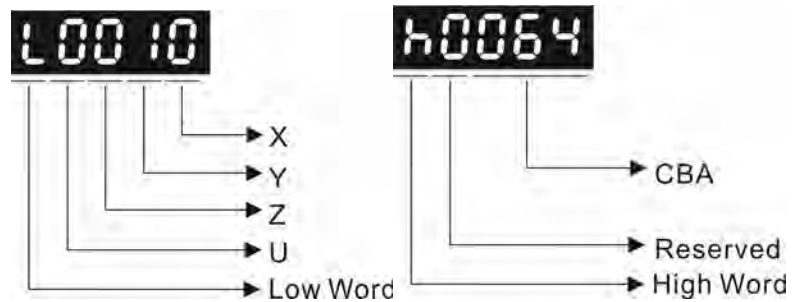 L0010
X
Y
Z
U
Low Word
h0064
CBA
Reserved
High Word